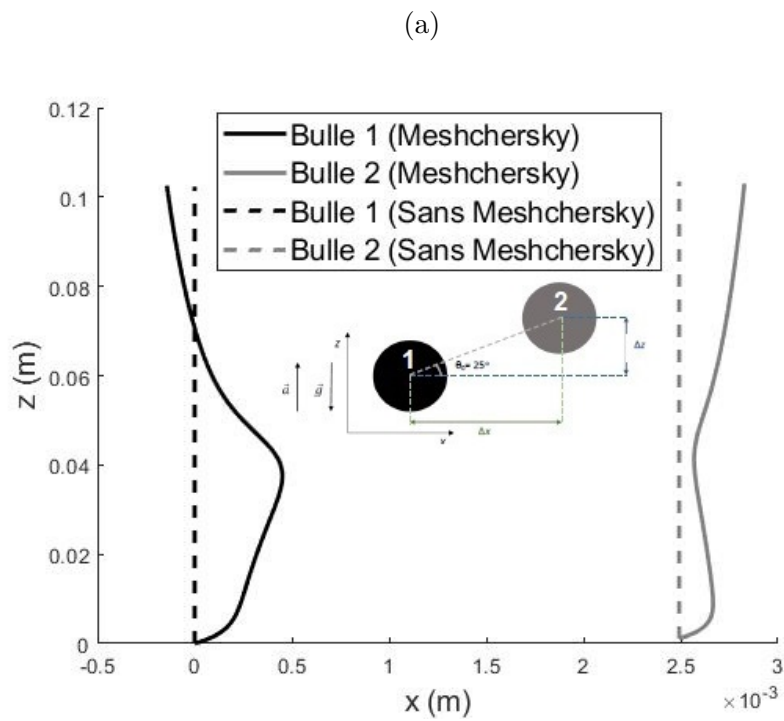 (a)
0.12
0.1
0.08
0.06
0.04
0.02
0
z (m)
Bulle 1 (Meshchersky)
Bulle 2 (Meshchersky)
Bulle 1 (Sans Meshchersky)
Bulle 2 (Sans Meshchersky)
2
1
z
Δz
θ₀= 25°
Δx
-0.5 0 0.5 1 1.5 2 2.5 3
x (m)
×10⁻³